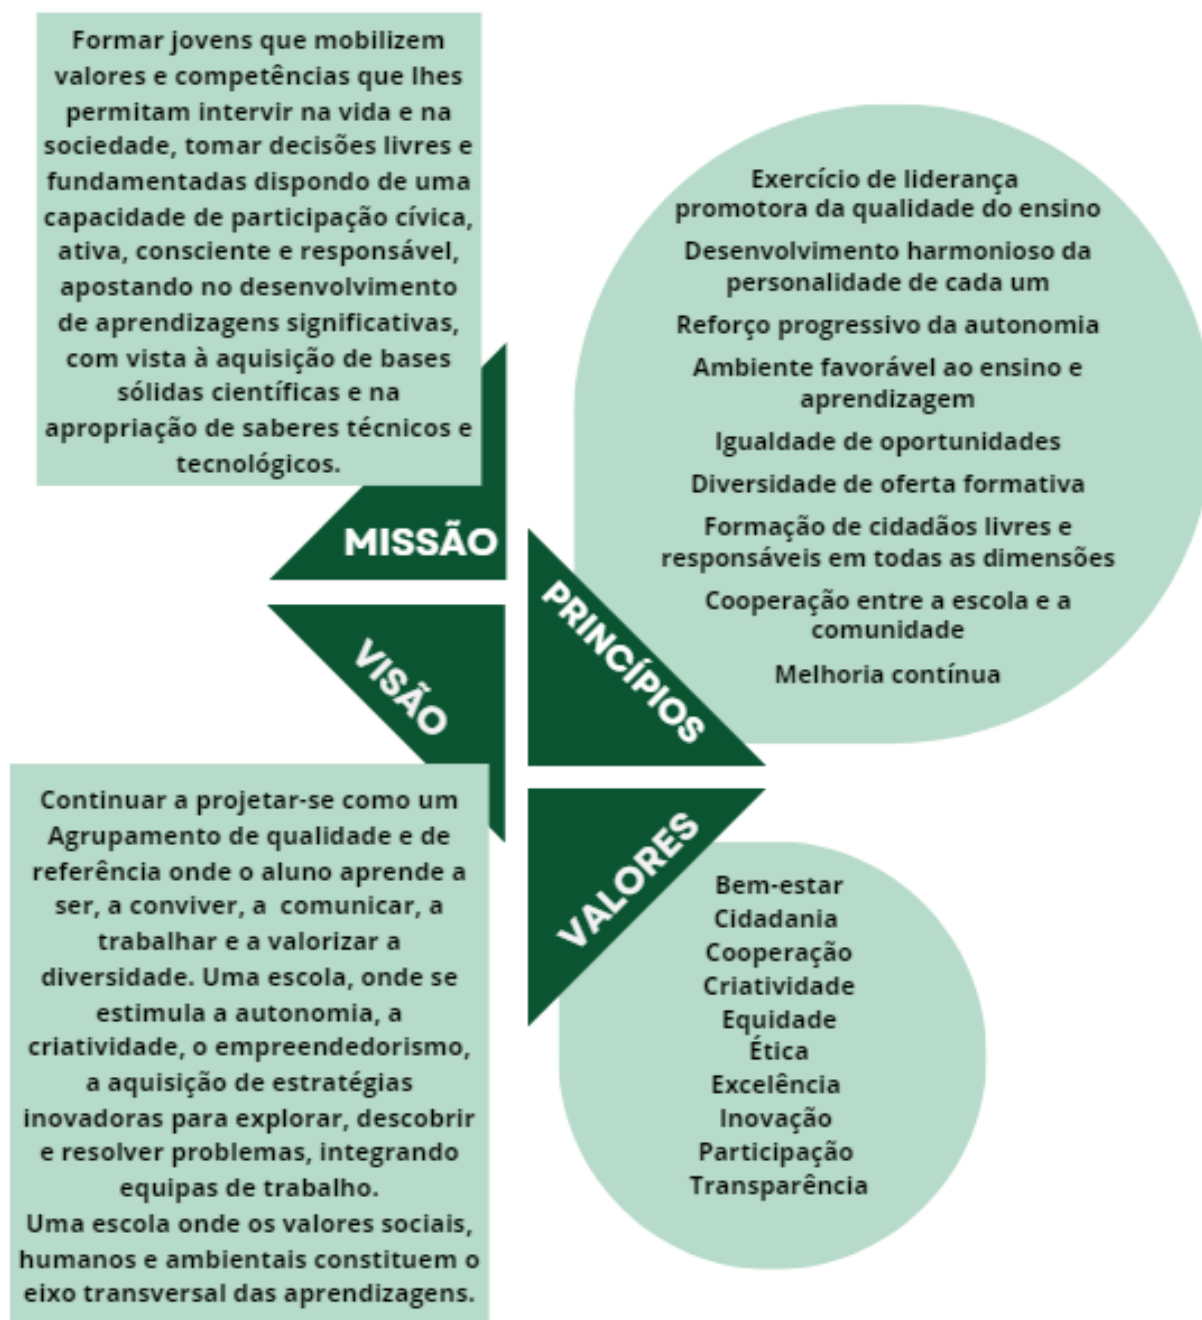 Formar jovens que mobilizem
valores e competências que lhes
permitam intervir na vida e na
sociedade, tomar decisões livres e
fundamentadas dispondo de uma
capacidade de participação cívica,
ativa, consciente e responsável,
apostando no desenvolvimento
de aprendizagens significativas,
com vista à aquisição de bases
sólidas científicas e na
apropriação de saberes técnicos e
tecnológicos.
MISSÃO
Exercício de liderança
promotora da qualidade do ensino
Desenvolvimento harmonioso da
personalidade de cada um
Reforço progressivo da autonomia
Ambiente favorável ao ensino e
aprendizagem
Igualdade de oportunidades
Diversidade de oferta formativa
Formação de cidadãos livres e
responsáveis em todas as dimensões
Cooperação entre a escola e a
comunidade
Melhoria contínua
PRINCÍPIOS
VISÃO
Continuar a projetar-se como um
Agrupamento de qualidade e de
referência onde o aluno aprende a
ser, a conviver, a comunicar, a
trabalhar e a valorizar a
diversidade. Uma escola, onde se
estimula a autonomia, a
criatividade, o empreendedorismo,
a aquisição de estratégias
inovadoras para explorar, descobrir
e resolver problemas, integrando
equipas de trabalho.
Uma escola onde os valores sociais,
humanos e ambientais constituem o
eixo transversal das aprendizagens.
VALORES
Bem-estar
Cidadania
Cooperação
Criatividade
Equidade
Ética
Excelência
Inovação
Participação
Transparência